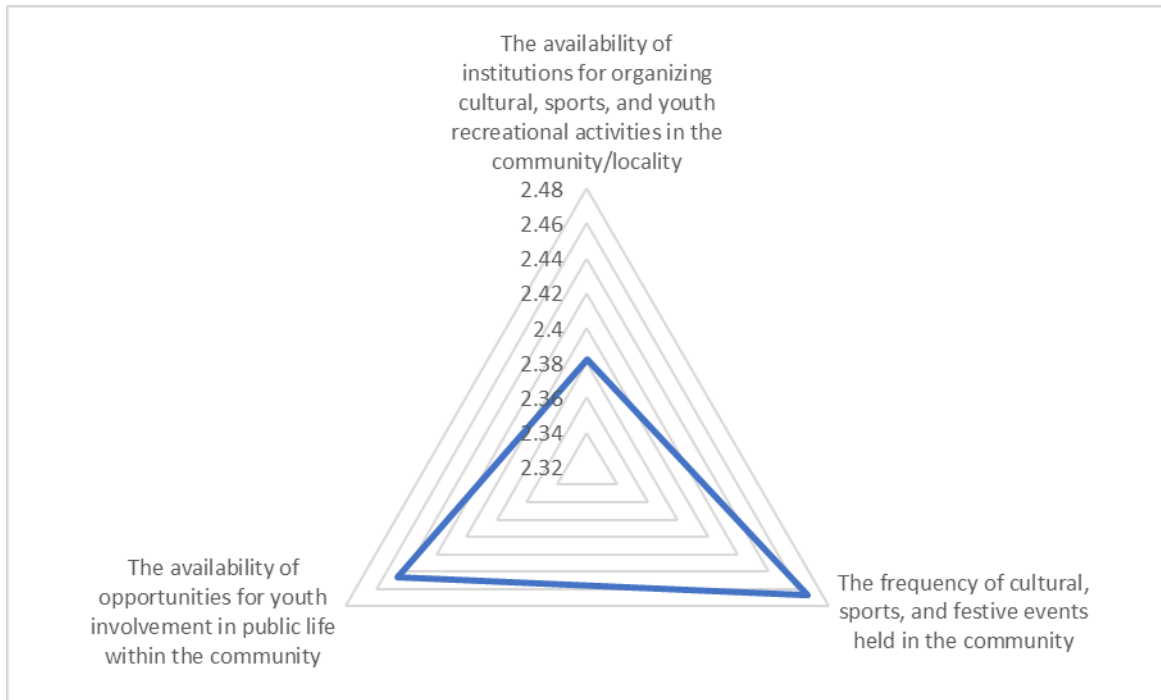 The availability of
institutions for organizing
cultural, sports, and youth
recreational activities in the
community/locality
2.48
2.46
2.44
2.42
2.4
2.38
2.36
2.34
2.32
The availability of
opportunities for youth
involvement in public life
within the community
The frequency of cultural,
sports, and festive events
held in the community